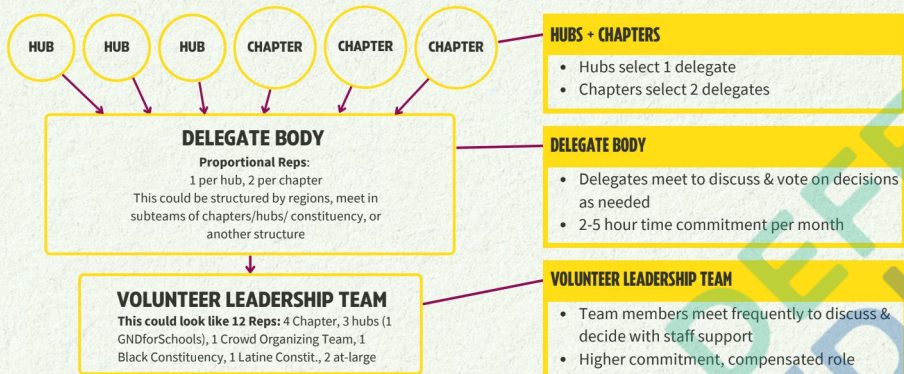 HUB
HUB
HUB
CHAPTER
CHAPTER
CHAPTER
HUBS + CHAPTERS
• Hubs select 1 delegate
• Chapters select 2 delegates
DELEGATE BODY
Proportional Reps:
1 per hub, 2 per chapter
This could be structured by regions, meet in
subteams of chapters/hubs/ constituency, or
another structure
DELEGATE BODY
• Delegates meet to discuss & vote on decisions
as needed
• 2-5 hour time commitment per month
VOLUNTEER LEADERSHIP TEAM
This could look like 12 Reps: 4 Chapter, 3 hubs (1
GNDforSchools), 1 Crowd Organizing Team, 1
Black Constituency, 1 Latine Constit., 2 at-large
VOLUNTEER LEADERSHIP TEAM
• Team members meet frequently to discuss &
decide with staff support
• Higher commitment, compensated role